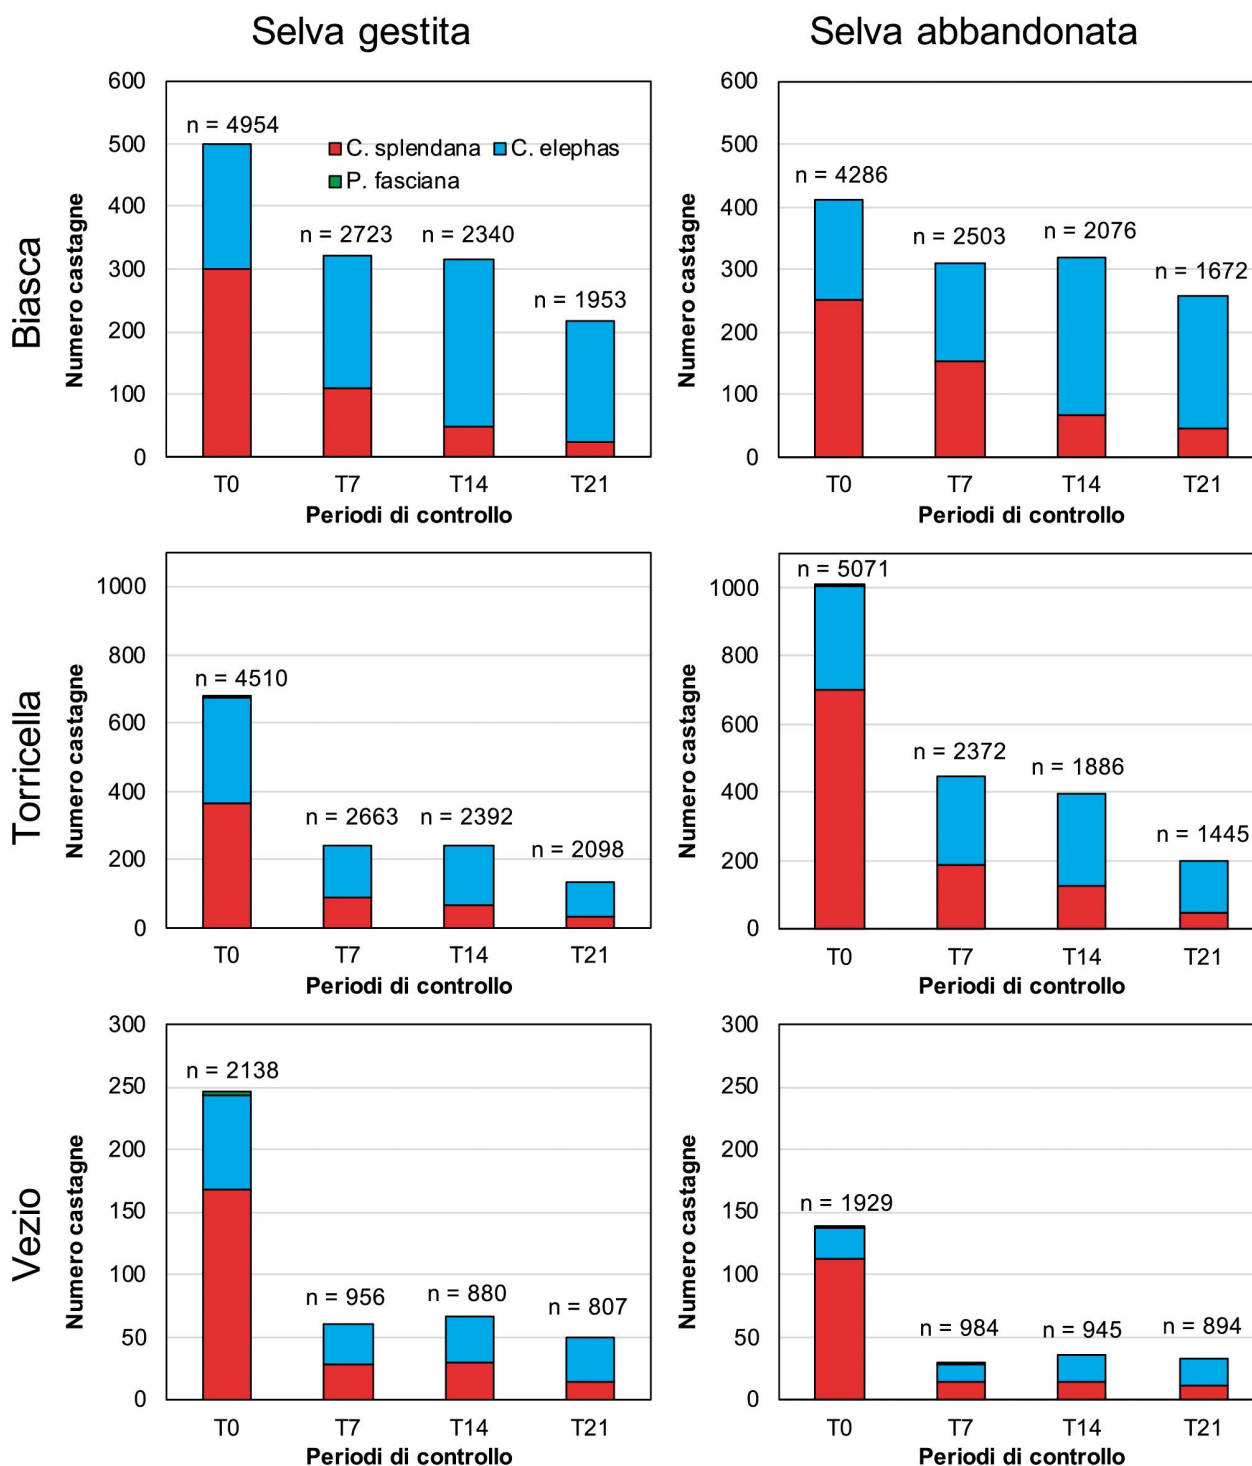 Selva gestita
Selva abbandonata
Biasca
Numero castagne
600
500
400
300
200
100
0
n = 4954
C. splendana C. elephas
P. fasciana
n = 2723
n = 2340
n = 1953
T0 T7 T14 T21
Periodi di controllo
Numero castagne
600
500
400
300
200
100
0
n = 4286
n = 2503
n = 2076
n = 1672
T0 T7 T14 T21
Periodi di controllo
Torricella
Numero castagne
1000
800
600
400
200
0
n = 4510
n = 2663
n = 2392
n = 2098
T0 T7 T14 T21
Periodi di controllo
Numero castagne
1000
800
600
400
200
0
n = 5071
n = 2372
n = 1886
n = 1445
T0 T7 T14 T21
Periodi di controllo
Vezio
Numero castagne
300
250
200
150
100
50
0
n = 2138
n = 956
n = 880
n = 807
T0 T7 T14 T21
Periodi di controllo
Numero castagne
300
250
200
150
100
50
0
n = 1929
n = 984
n = 945
n = 894
T0 T7 T14 T21
Periodi di controllo